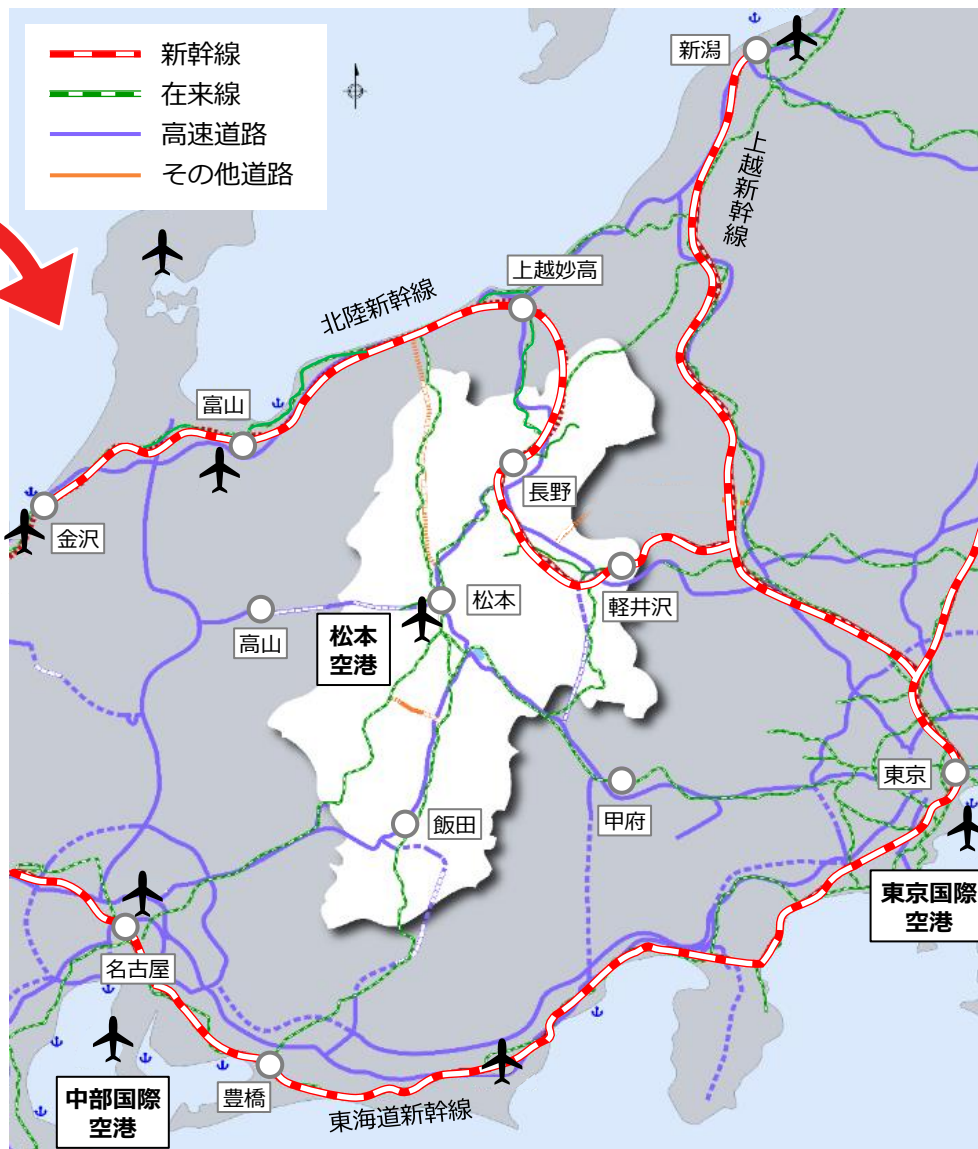 新幹線
在来線
高速道路
その他道路
新潟
上越新幹線
上越妙高
北陸新幹線
富山
長野
金沢
松本
軽井沢
高山
松本
空港
東京
飯田
甲府
東京国際
空港
名古屋
中部国際
空港
豊橋
東海道新幹線